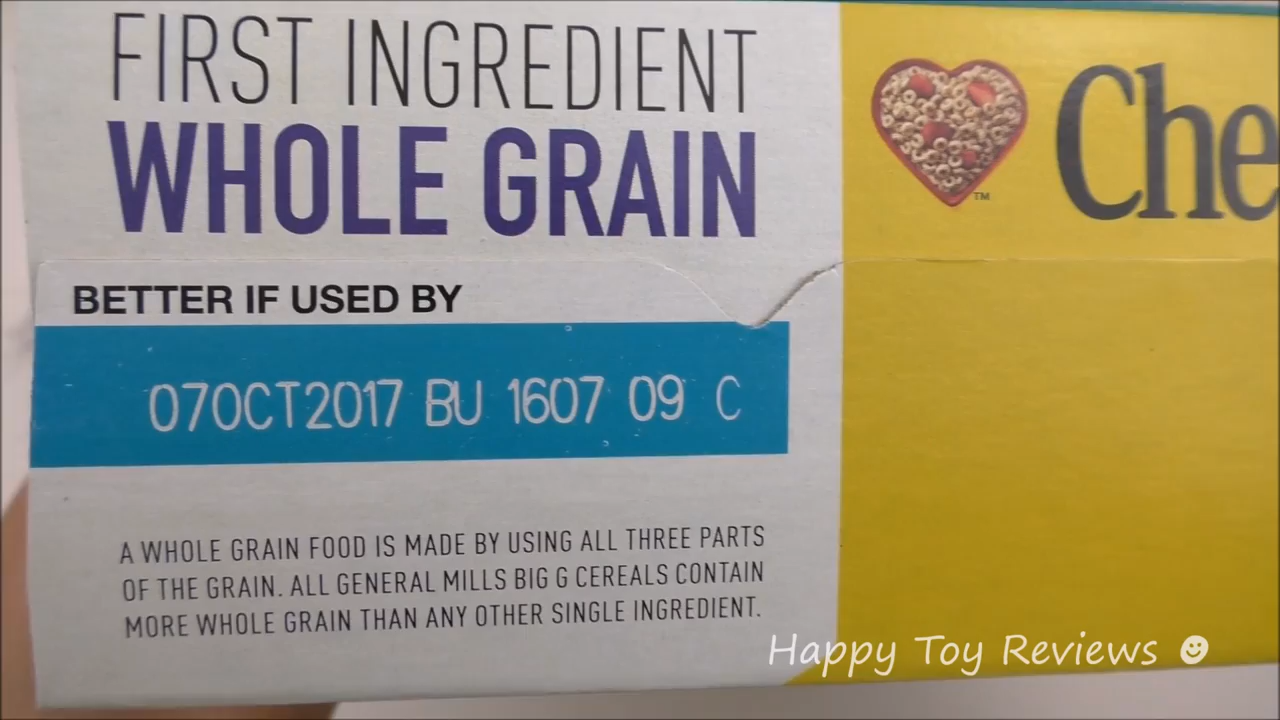 FIRST INGREDIENT
WHOLE GRAIN
BETTER IF USED BY
07OCT2017 BU 1607 09 C
A WHOLE GRAIN FOOD IS MADE BY USING ALL THREE PARTS
OF THE GRAIN. ALL GENERAL MILLS BIG G CEREALS CONTAIN
MORE WHOLE GRAIN THAN ANY OTHER SINGLE INGREDIENT.
Che
TM
Happy Toy Reviews